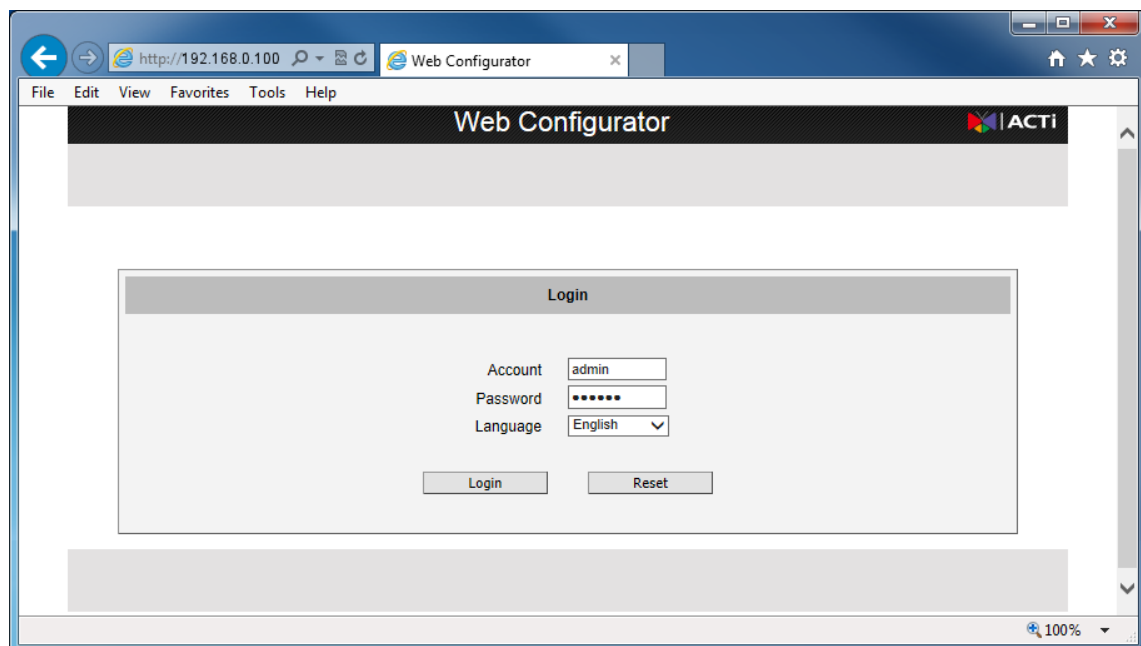 http://192.168.0.100
Web Configurator
File Edit View Favorites Tools Help
Web Configurator
ACTi
Login
Account admin
Password ••••••
Language English
Login Reset
100%